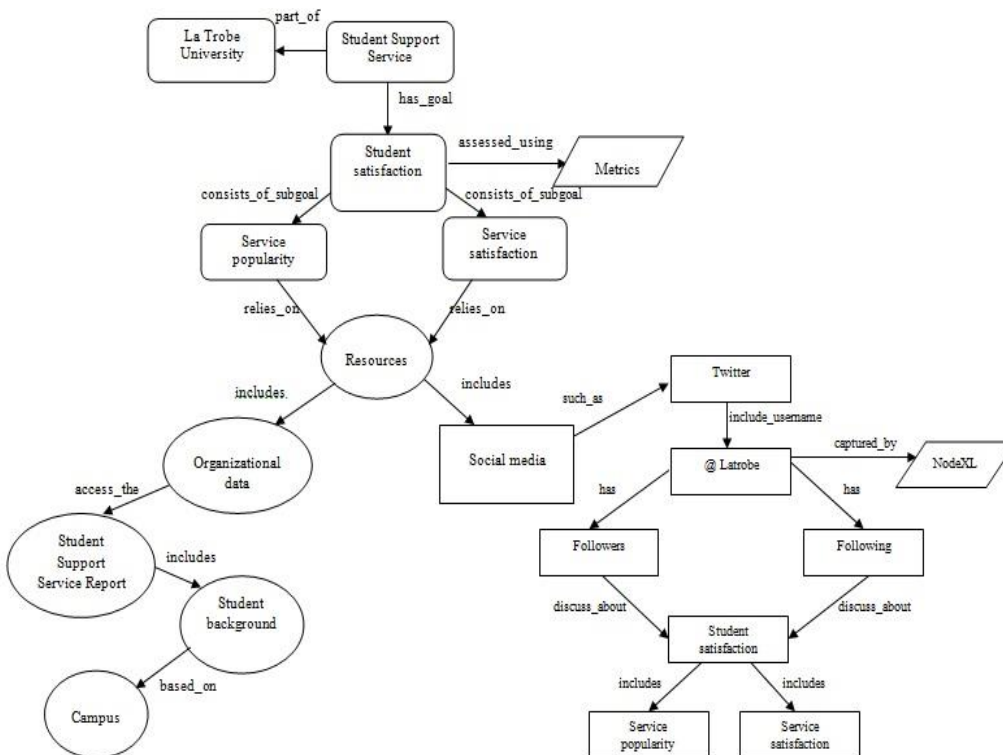 part_of
La Trobe
University
Student Support
Service
has_goal
Student
satisfaction
assessed_using
Metrics
consists_of_subgoal
consists_of_subgoal
Service
popularity
Service
satisfaction
relies_on
relies_on
Resources
includes.
includes
Twitter
such_as
include_username
Organizational
data
Social media
@ Latrobe
captured_by
NodeXL
access_the
has
has
Student
Support
Service Report
includes
Followers
Following
Student
background
discuss_about
discuss_about
Student
satisfaction
based_on
includes
includes
Campus
Service
popularity
Service
satisfaction